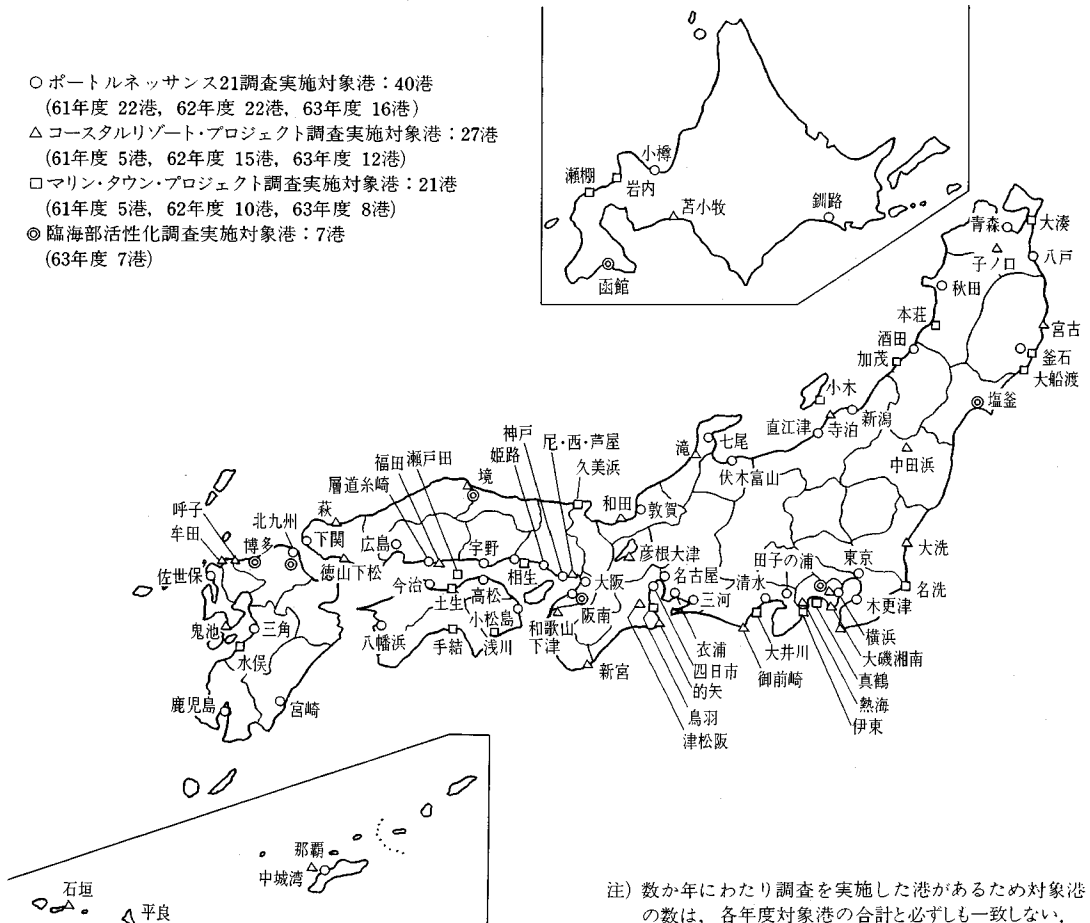 ○ポートルネッサンス21調査実施対象港：40港
(61年度 22港，62年度 22港，63年度 16港)
△コースタルリゾート・プロジェクト調査実施対象港：27港
(61年度 5港，62年度 15港，63年度 12港)
□マリン・タウン・プロジェクト調査実施対象港：21港
(61年度 5港，62年度 10港，63年度 8港)
◎臨海部活性化調査実施対象港：7港
(63年度 7港)
小樽
瀬棚
岩内
苫小牧
釧路
函館
青森
大湊
子ノ口
八戸
秋田
本荘
宮古
酒田
加茂
釜石
大船渡
小木
塩釜
直江津
寺泊
新潟
中田浜
七尾
滝
伏木富山
神戸
尼・西・芦屋
姫路
久美浜
福田
瀬戸田
層道糸崎
境
和田
敦賀
萩
呼子
牟田
北九州
博多
下関
広島
宇野
相生
彦根大津
田子の浦
東京
大洗
佐世保
徳山下松
今治
土生
高松
大阪
名古屋
清水
名洗
鬼池
三角
八幡浜
小松島
和歌山
下津
阪南
三河
木更津
水俣
手結
浅川
新宮
衣浦
大井川
横浜
鹿児島
宮崎
四日市
御前崎
大磯湘南
的矢
真鶴
鳥羽
熱海
津松阪
伊東
那覇
中城湾
石垣
平良
注) 数か年にわたり調査を実施した港があるため対象港
の数は，各年度対象港の合計と必ずしも一致しない．